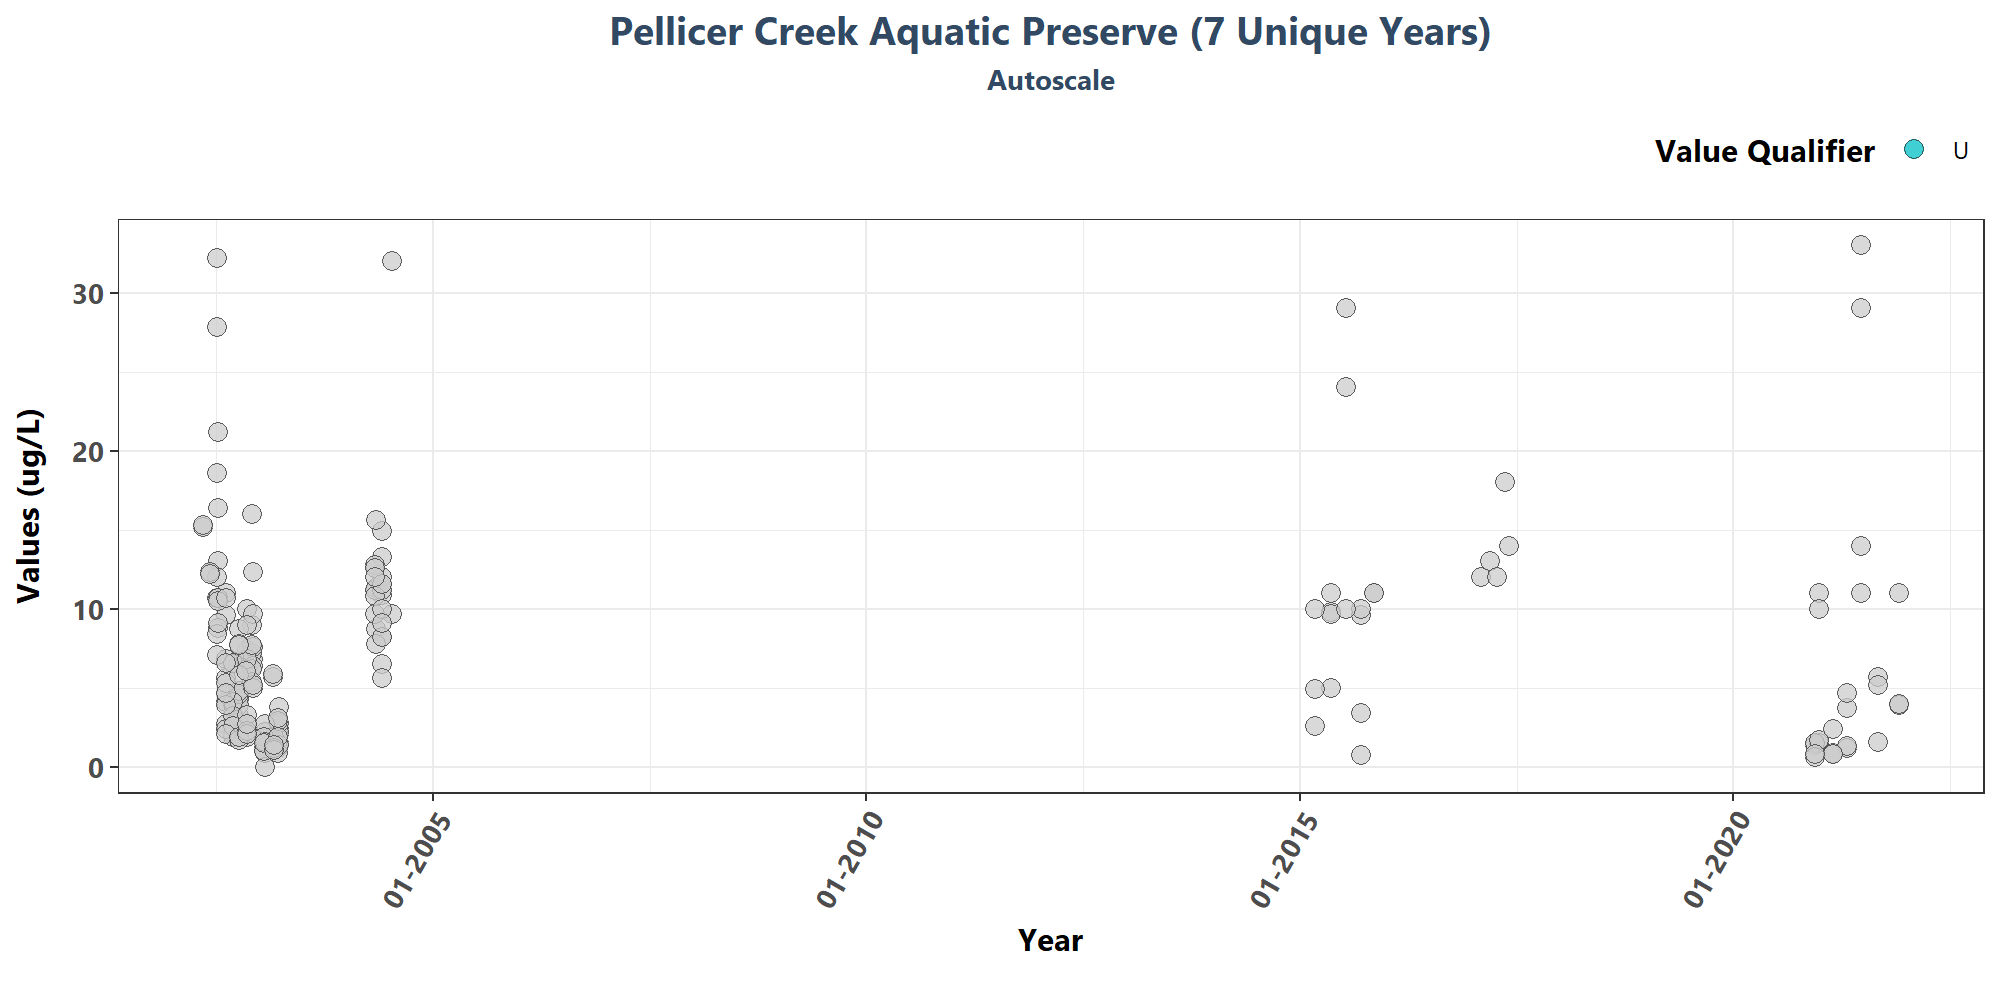 Pellicer Creek Aquatic Preserve (7 Unique Years)
Autoscale
Value Qualifier U
Values (ug/L)
30
20
10
0
01-2005
01-2010
01-2015
01-2020
Year